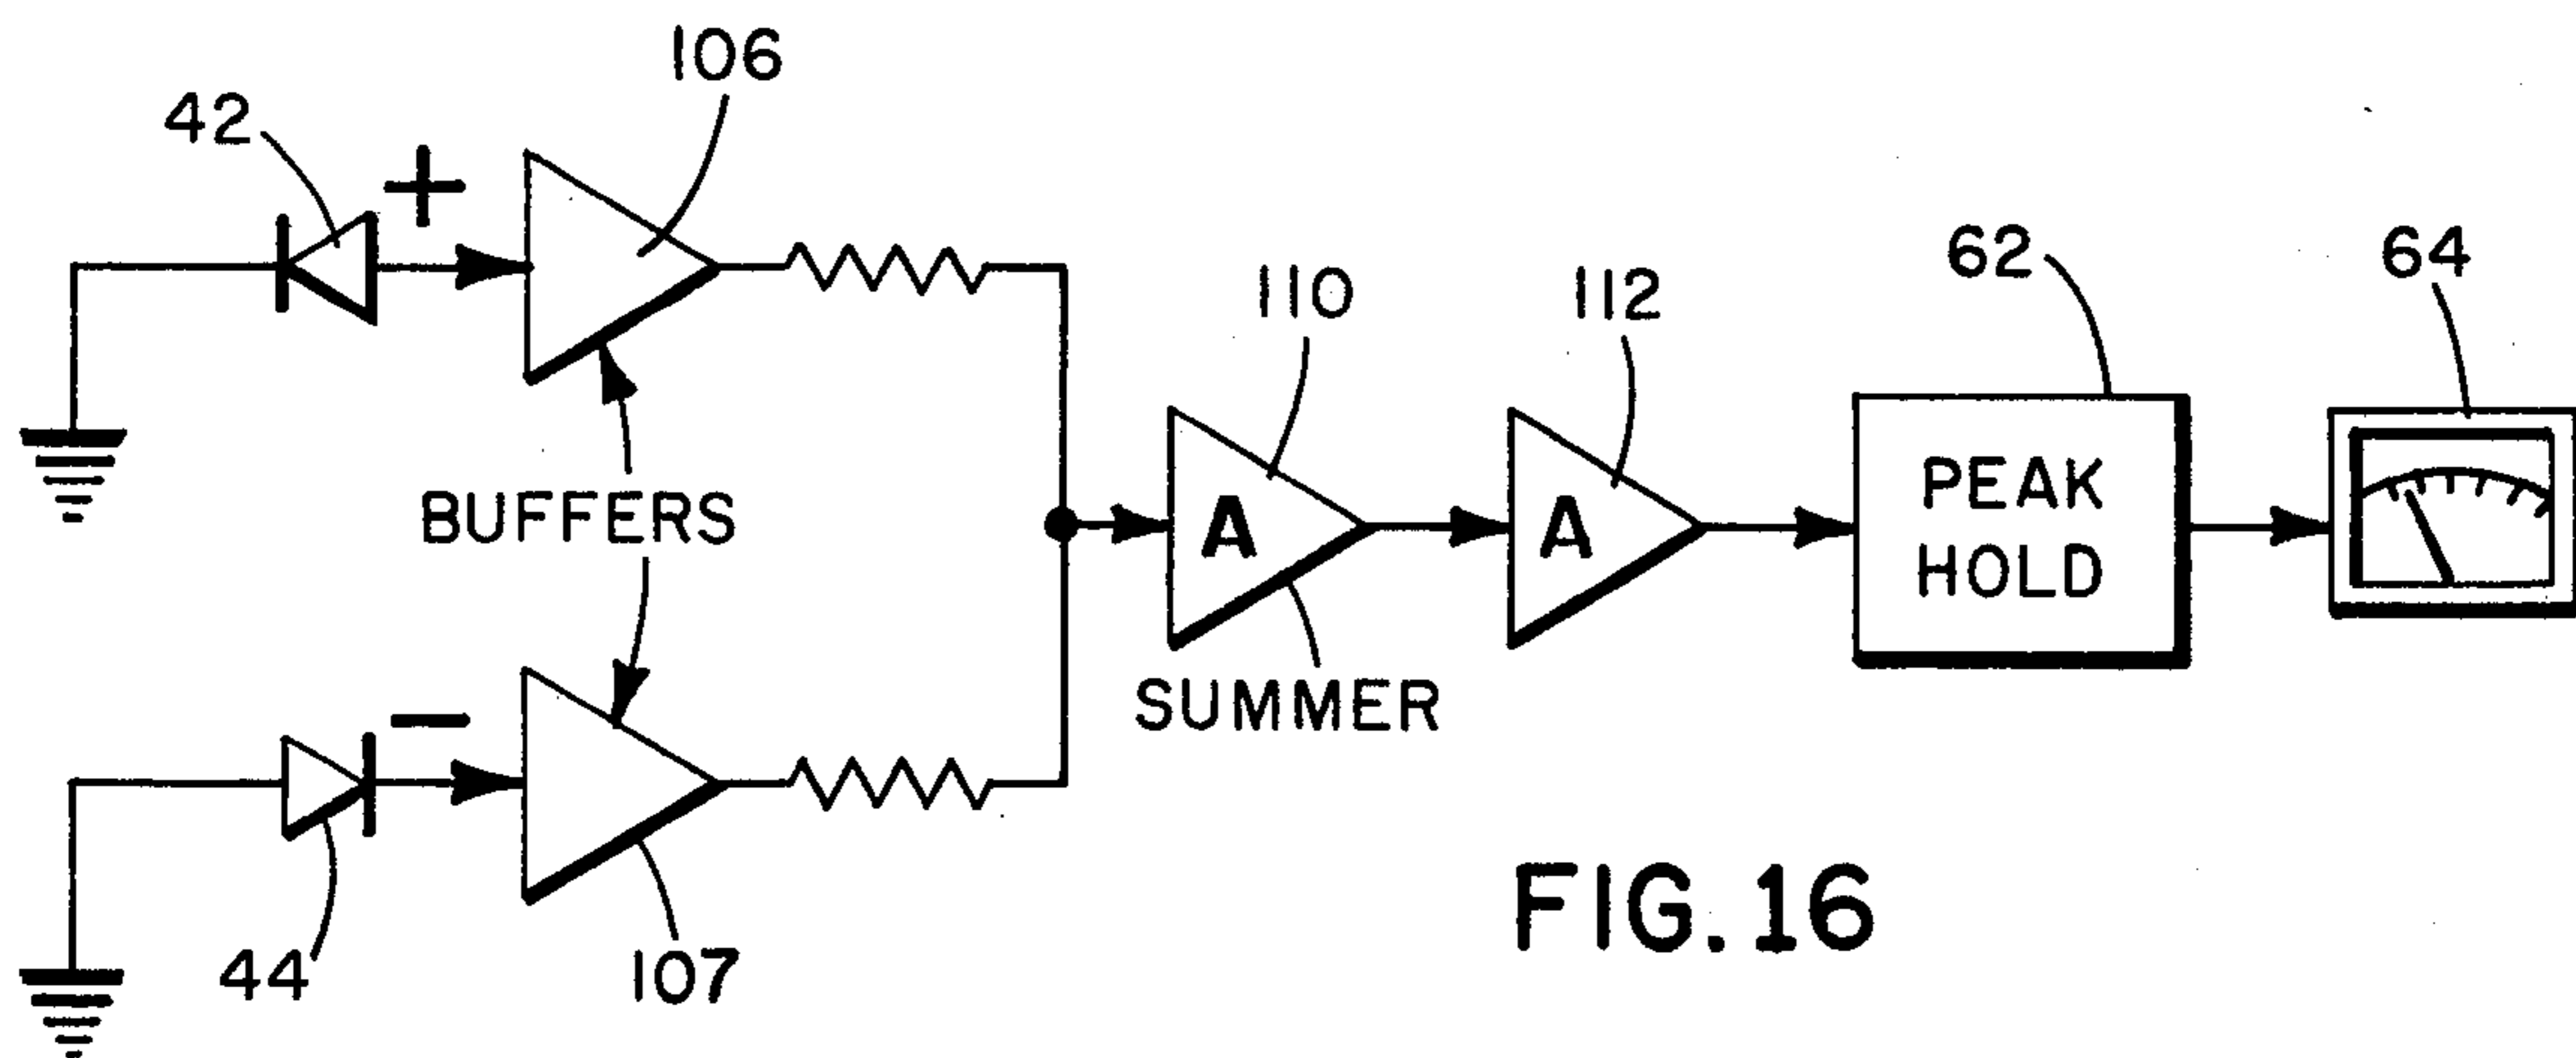 106
42
+
62
64
110
112
A
A
PEAK
HOLD
BUFFERS
SUMMER
−
44
107
FIG. 16